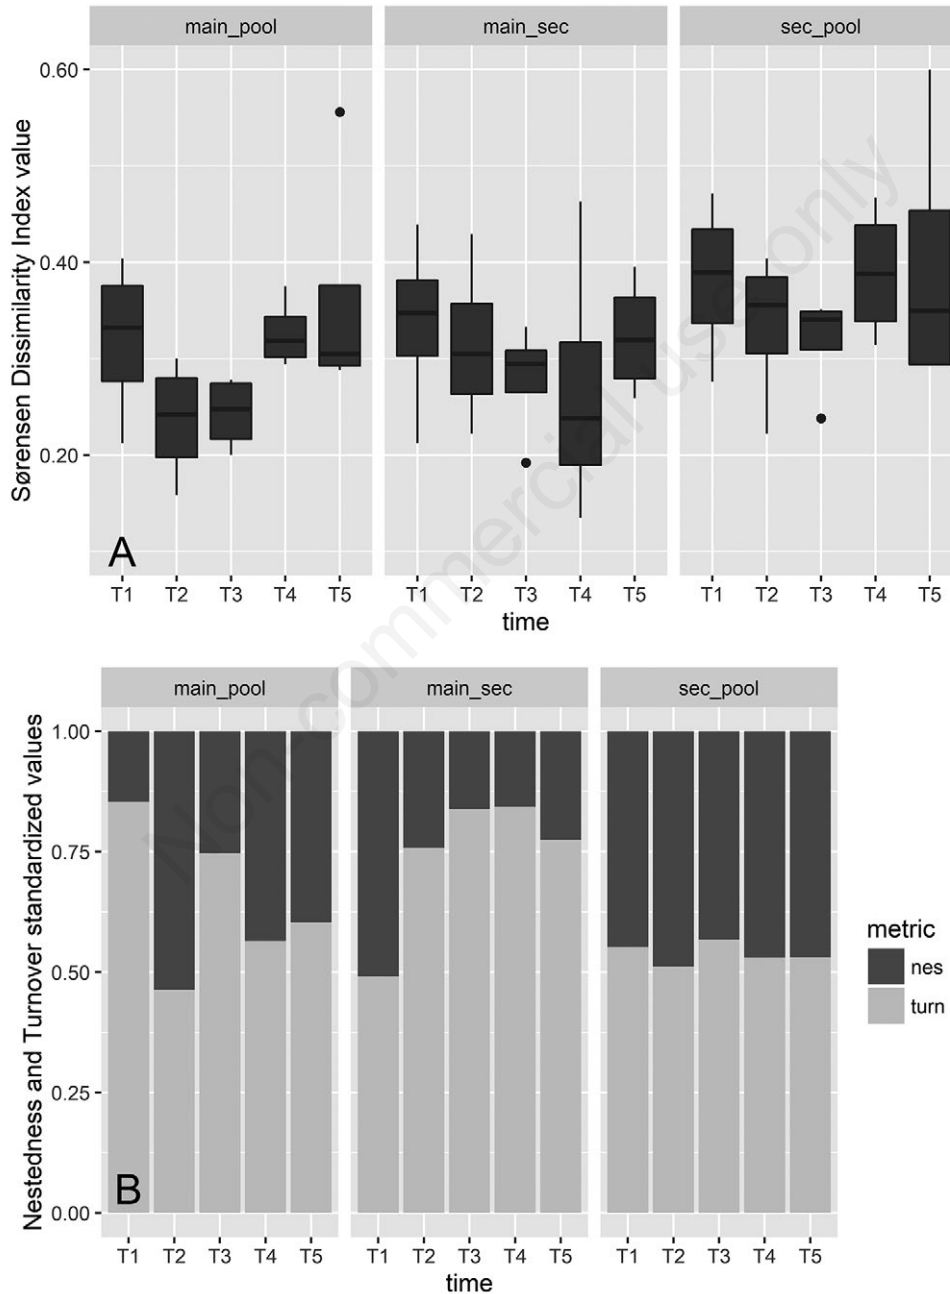 main_pool main_sec sec_pool
0.60
0.40
0.20
Sørensen Dissimilarity Index value
A
T1 T2 T3 T4 T5 T1 T2 T3 T4 T5 T1 T2 T3 T4 T5
time
Non-commercial use only
main_pool main_sec sec_pool
1.00
0.75
0.50
0.25
0.00
Nestedness and Turnover standardized values
B
metric
nes
turn
T1 T2 T3 T4 T5 T1 T2 T3 T4 T5 T1 T2 T3 T4 T5
time